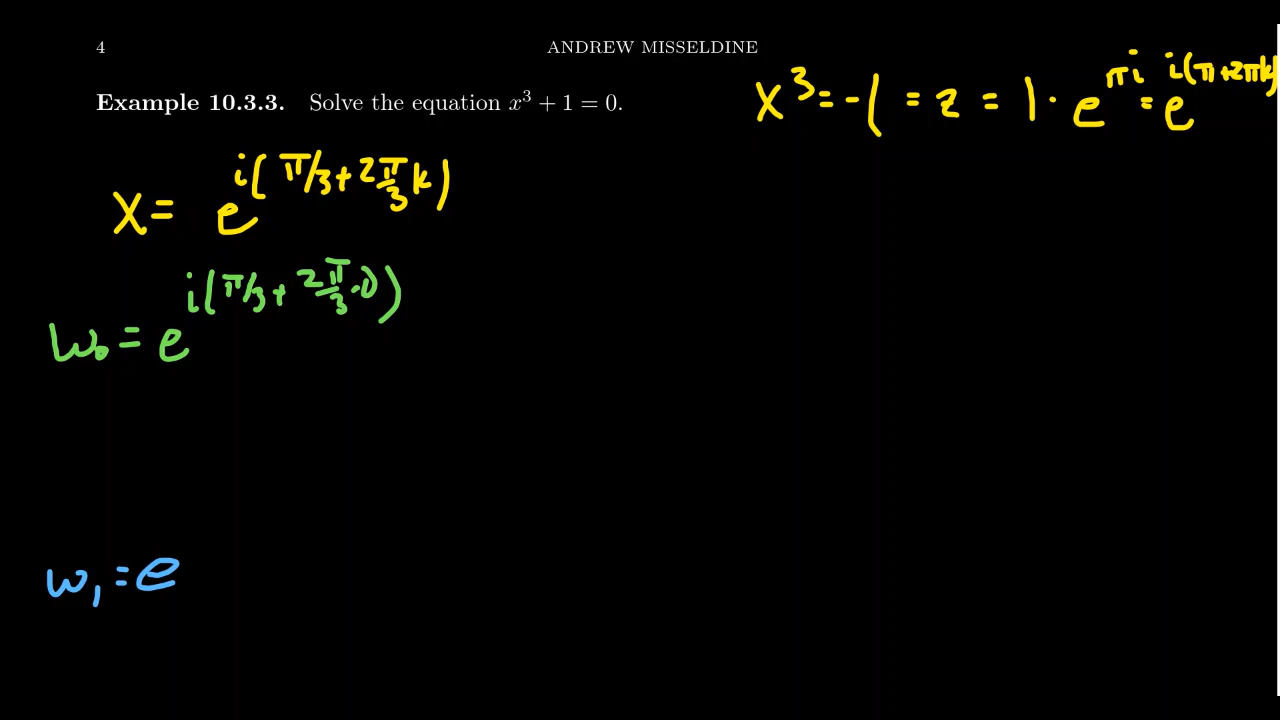 4 ANDREW MISSELDINE
Example 10.3.3. Solve the equation x³ + 1 = 0.
x³ = -1 = z = 1 · e^{πi} = e^{i(π+2πk)}
x = e^{i(π/3 + 2π/3 k)}
w₀ = e^{i(π/3 + 2π/3 · 0)}
w₁ = e